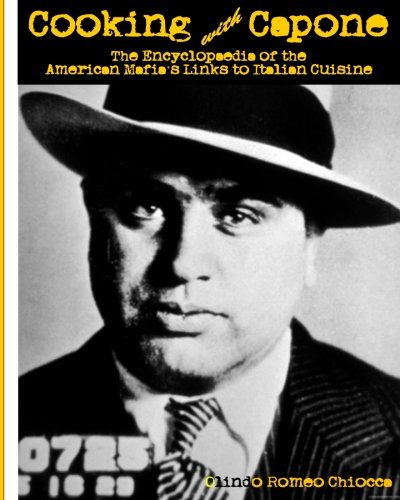 Cooking with Capone
The Encyclopaedia of the
American Mafia's Links to Italian Cuisine
0725
5 18 29
Olindo Romeo Chiocca